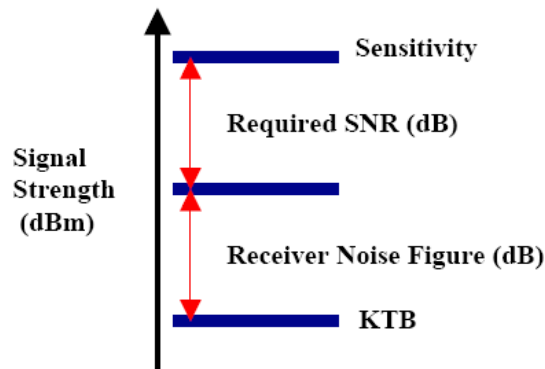 Sensitivity
Required SNR (dB)
Signal
Strength
(dBm)
Receiver Noise Figure (dB)
KTB